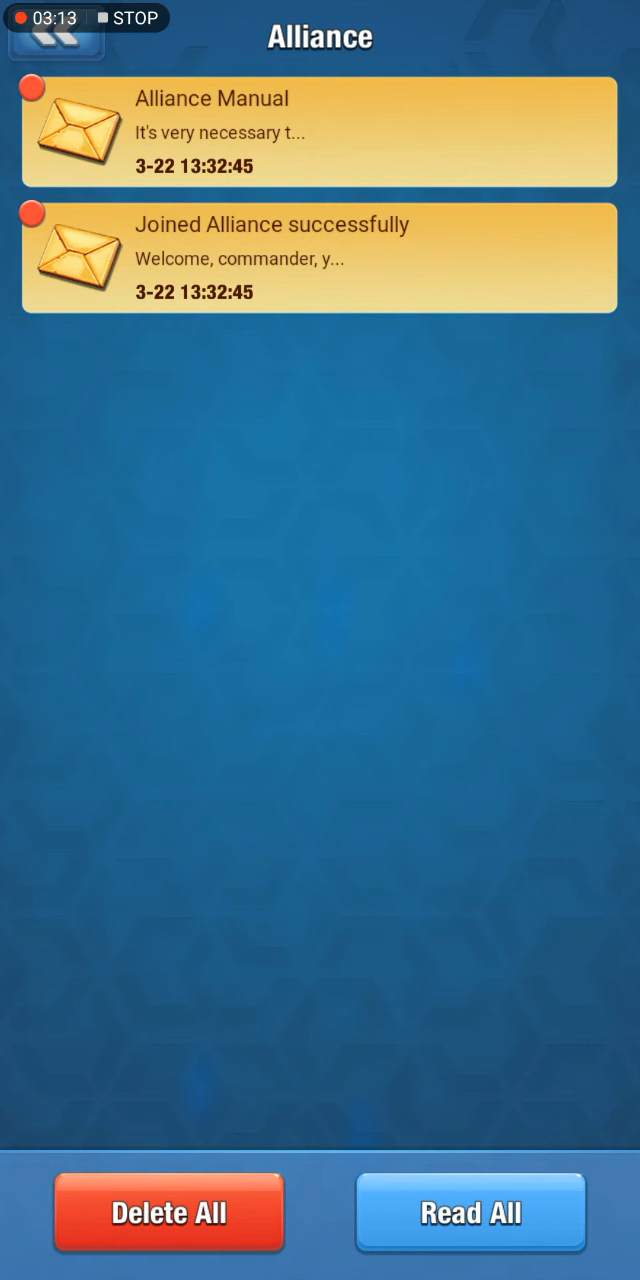 03:13 STOP
Alliance
Alliance Manual
It's very necessary t...
3-22 13:32:45
Joined Alliance successfully
Welcome, commander, y...
3-22 13:32:45
Delete All
Read All